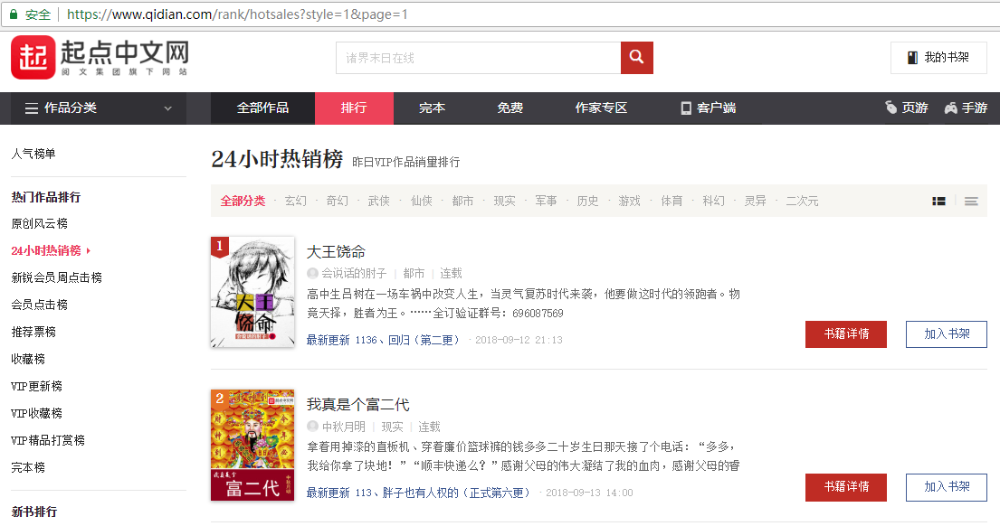 安全 https://www.qidian.com/rank/hotsales?style=1&page=1
起 起点中文网
阅文集团旗下网站
诸界末日在线
我的书架
作品分类 全部作品 排行 完本 免费 作家专区 客户端 页游 手游
人气榜单
热门作品排行
原创风云榜
24小时热销榜
新锐会员周点击榜
会员点击榜
推荐票榜
收藏榜
VIP更新榜
VIP收藏榜
VIP精品打赏榜
完本榜
新书排行
24小时热销榜 昨日VIP作品销量排行
全部分类 · 玄幻 · 奇幻 · 武侠 · 仙侠 · 都市 · 现实 · 军事 · 历史 · 游戏 · 体育 · 科幻 · 灵异 · 二次元
1
大王
饶命
会说话的肘子
大王饶命
会说话的肘子 | 都市 | 连载
高中生吕树在一场车祸中改变人生，当灵气复苏时代来袭，他要做这时代的领跑者。物
竟天择，胜者为王。……全订验证群号：696087569
最新更新 1136、回归（第二更） · 2018-09-12 21:13
书籍详情 加入书架
2
我真是个
富二代
中秋月明
我真是个富二代
中秋月明 | 现实 | 连载
拿着用掉漆的直板机、穿着廉价篮球裤的钱多多二十岁生日那天接了个电话：“多多，
我给你拿了块地！”“顺丰快递么？”感谢父母的伟大凝结了我的血肉，感谢父母的睿
最新更新 113、胖子也有人权的（正式第六更） · 2018-09-13 14:00
书籍详情 加入书架